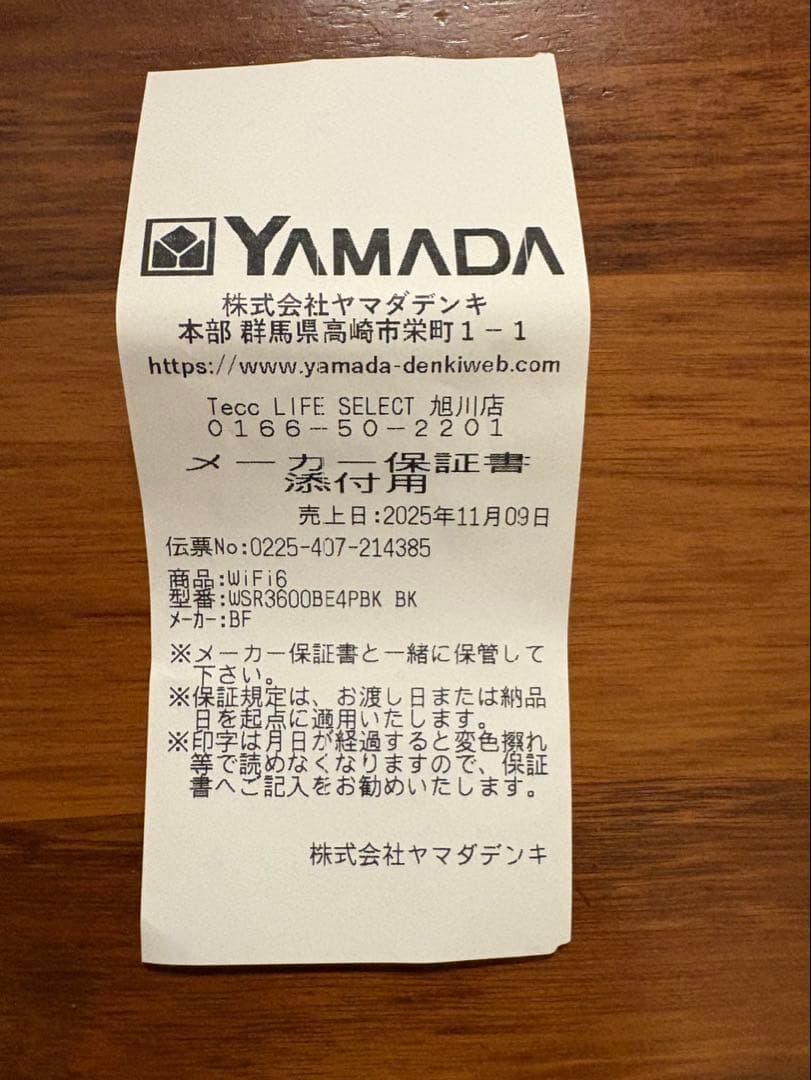 YAMADA
株式会社ヤマダデンキ
本部 群馬県高崎市栄町1-1
https://www.yamada-denkiweb.com
Tecc LIFE SELECT 旭川店
0166-50-2201
メーカー保証書
添付用
売上日:2025年11月09日
伝票No:0225-407-214385
商品:WiFi6
型番:WSR3600BE4PBK BK
メーカー:BF
※メーカー保証書と一緒に保管して
下さい。
※保証規定は、お渡し日または納品
日を起点に適用いたします。
※印字は月日が経過すると変色擦れ
等で読めなくなりますので、保証
書へご記入をお勧めいたします。
株式会社ヤマダデンキ